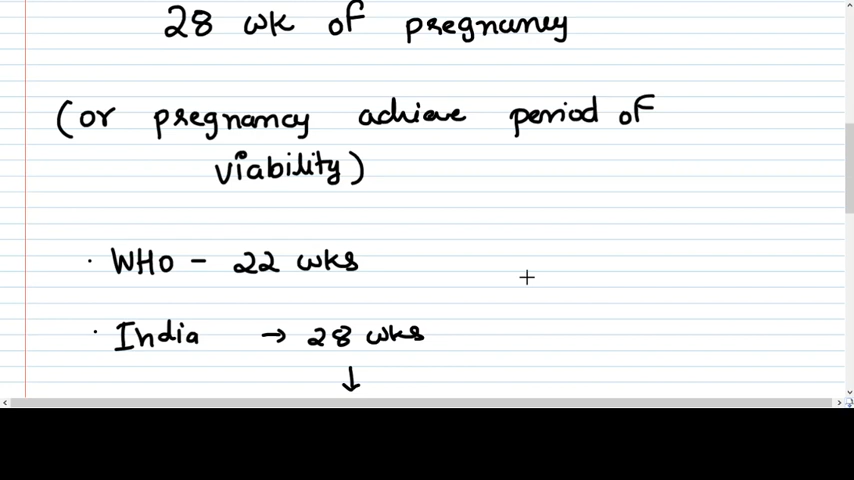 28 wk of pregnancy
(or pregnancy achieve period of
viability)
· WHO - 22 wks
· India → 28 wks
↓